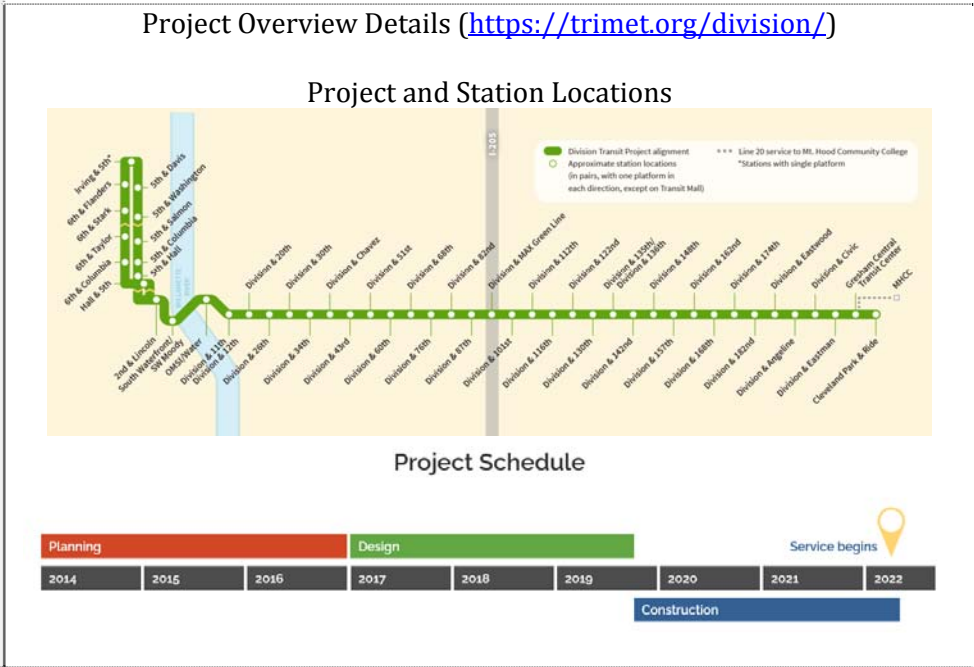 Project Overview Details (https://trimet.org/division/)
Project and Station Locations
I-205
Division Transit Project alignment
Approximate station locations
(in pairs, with one platform in
each direction, except on Transit Mall)
Line 20 service to Mt. Hood Community College
*Stations with single platform
Irving & 5th*
6th & Flanders
6th & Stark
6th & Taylor
6th & Columbia
Hall & 5th
5th & Davis
5th & Washington
5th & Salmon
5th & Columbia
5th & Hall
WILLAMETTE
RIVER
2nd & Lincoln
South Waterfront/
SW Moody
OMSI/Water
Division & 11th
Division & 12th
Division & 20th
Division & 26th
Division & 30th
Division & 34th
Division & Chavez
Division & 43rd
Division & 51st
Division & 60th
Division & 68th
Division & 76th
Division & 82nd
Division & 87th
Division & MAX Green Line
Division & 101st
Division & 112th
Division & 116th
Division & 122nd
Division & 130th
Division & 135th/
Division & 136th
Division & 142nd
Division & 148th
Division & 157th
Division & 162nd
Division & 168th
Division & 174th
Division & 182nd
Division & Eastwood
Division & Angeline
Division & Civic
Division & Eastman
Gresham Central
Transit Center
Cleveland Park & Ride
MHCC
Project Schedule
Planning
Design
Service begins
2014 2015 2016 2017 2018 2019 2020 2021 2022
Construction